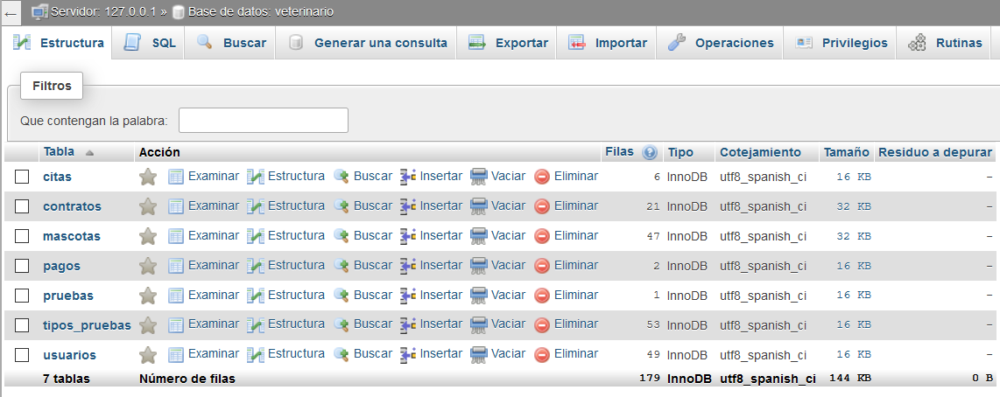 Servidor: 127.0.0.1 » Base de datos: veterinario
Estructura SQL Buscar Generar una consulta Exportar Importar Operaciones Privilegios Rutinas
Filtros
Que contengan la palabra:
Tabla Acción Filas Tipo Cotejamiento Tamaño Residuo a depurar
citas Examinar Estructura Buscar Insertar Vaciar Eliminar 6 InnoDB utf8_spanish_ci 16 KB –
contratos Examinar Estructura Buscar Insertar Vaciar Eliminar 21 InnoDB utf8_spanish_ci 32 KB –
mascotas Examinar Estructura Buscar Insertar Vaciar Eliminar 47 InnoDB utf8_spanish_ci 32 KB –
pagos Examinar Estructura Buscar Insertar Vaciar Eliminar 2 InnoDB utf8_spanish_ci 16 KB –
pruebas Examinar Estructura Buscar Insertar Vaciar Eliminar 1 InnoDB utf8_spanish_ci 16 KB –
tipos_pruebas Examinar Estructura Buscar Insertar Vaciar Eliminar 53 InnoDB utf8_spanish_ci 16 KB –
usuarios Examinar Estructura Buscar Insertar Vaciar Eliminar 49 InnoDB utf8_spanish_ci 16 KB –
7 tablas Número de filas 179 InnoDB utf8_spanish_ci 144 KB 0 B